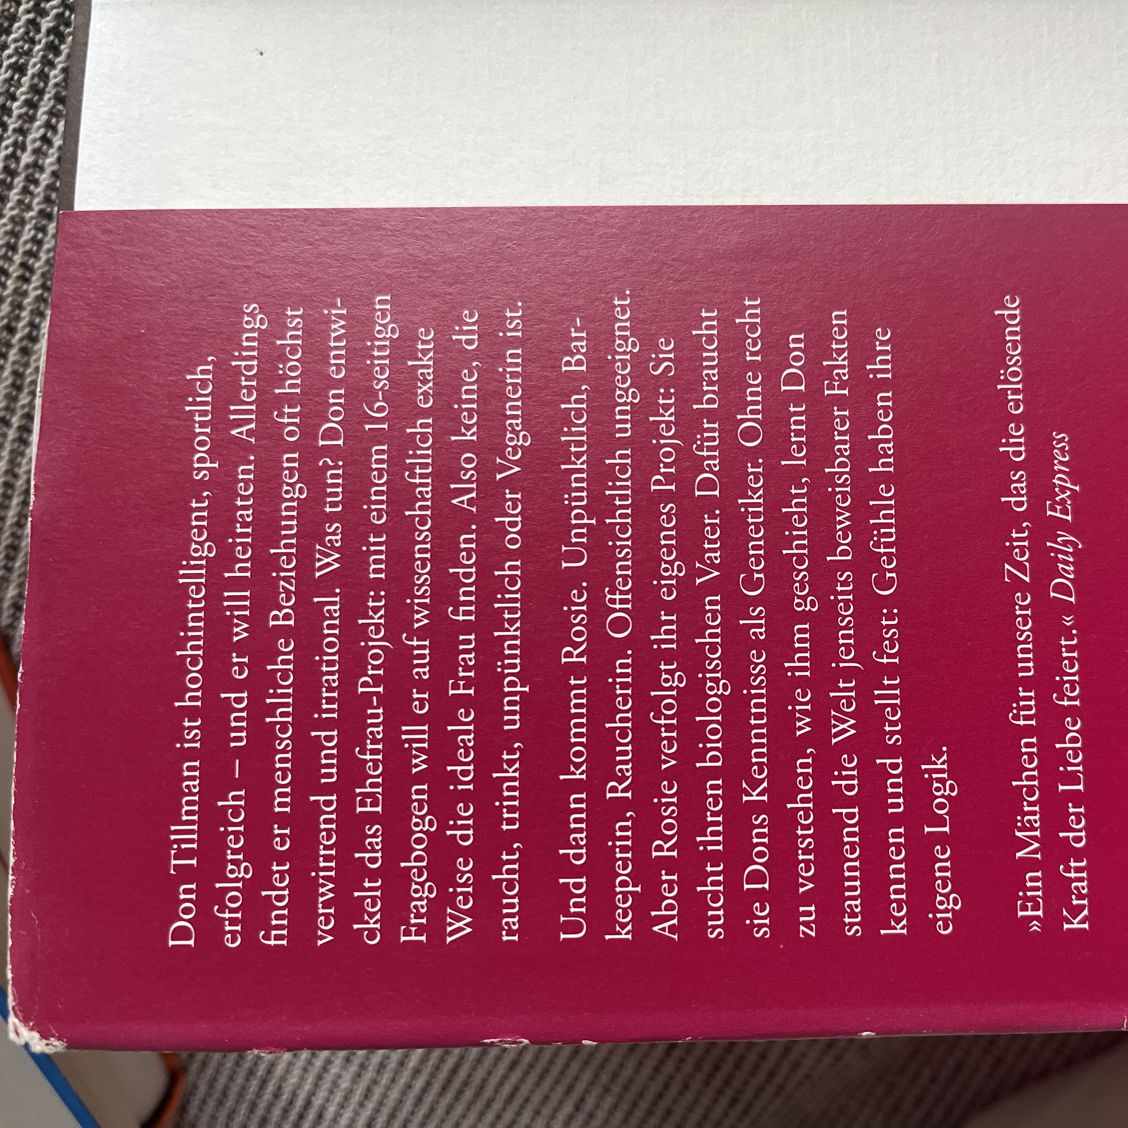 Don Tillman ist hochintelligent, sportlich,
erfolgreich – und er will heiraten. Allerdings
findet er menschliche Beziehungen oft höchst
verwirrend und irrational. Was tun? Don entwi-
ckelt das Ehefrau-Projekt: mit einem 16-seitigen
Fragebogen will er auf wissenschaftlich exakte
Weise die ideale Frau finden. Also keine, die
raucht, trinkt, unpünktlich oder Veganerin ist.
Und dann kommt Rosie. Unpünktlich, Bar-
keeperin, Raucherin. Offensichtlich ungeeignet.
Aber Rosie verfolgt ihr eigenes Projekt: Sie
sucht ihren biologischen Vater. Dafür braucht
sie Dons Kenntnisse als Genetiker. Ohne recht
zu verstehen, wie ihm geschieht, lernt Don
staunend die Welt jenseits beweisbarer Fakten
kennen und stellt fest: Gefühle haben ihre
eigene Logik.
»Ein Märchen für unsere Zeit, das die erlösende
Kraft der Liebe feiert.« Daily Express